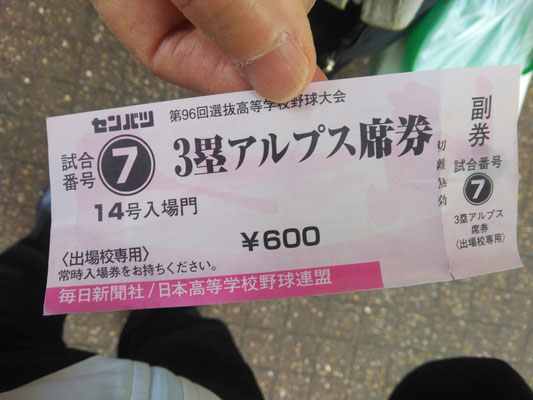 センバツ 第96回選抜高等学校野球大会
試合番号 7 3塁アルプス席券
14号入場門
¥600
〈出場校専用〉
常時入場券をお持ちください。
毎日新聞社/日本高等学校野球連盟
切離無効
副券
試合番号
7
3塁アルプス
席券
〈出場校専用〉